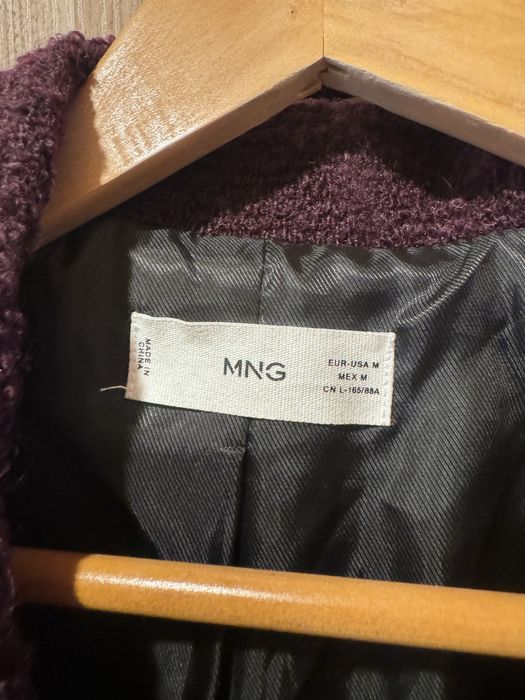 MADE IN
CHINA
MNG
EUR-USA M
MEX M
CN L-165/88A